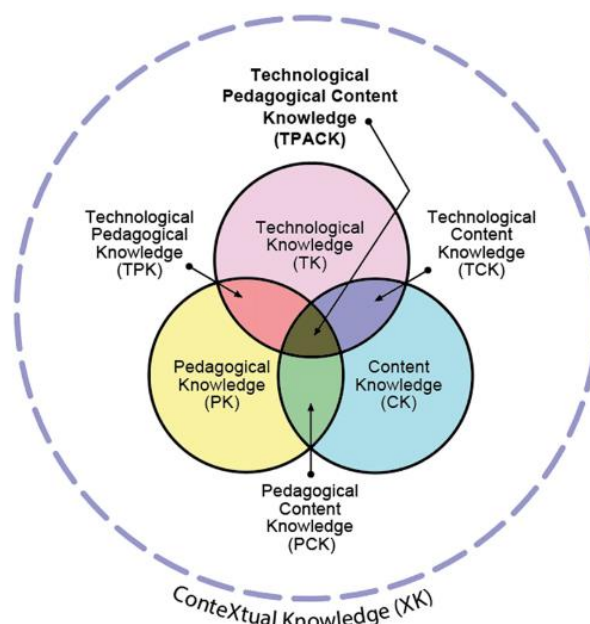 Technological
Pedagogical Content
Knowledge
(TPACK)
Technological
Pedagogical
Knowledge
(TPK)
Technological
Knowledge
(TK)
Technological
Content
Knowledge
(TCK)
Pedagogical
Knowledge
(PK)
Content
Knowledge
(CK)
Pedagogical
Content
Knowledge
(PCK)
ConteXtual Knowledge (XK)